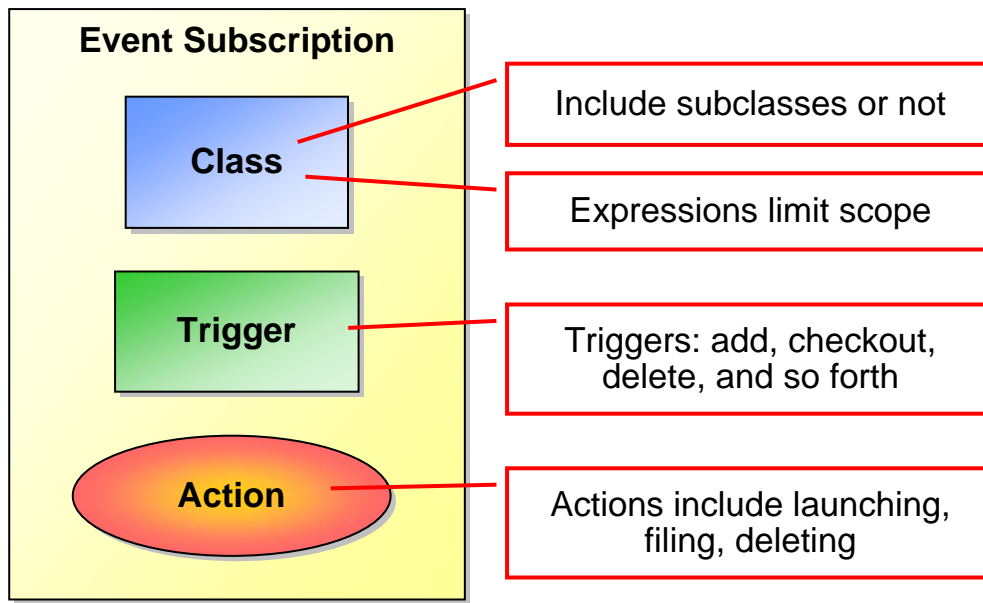 Event Subscription
Class
Include subclasses or not
Expressions limit scope
Trigger
Triggers: add, checkout,
delete, and so forth
Action
Actions include launching,
filing, deleting